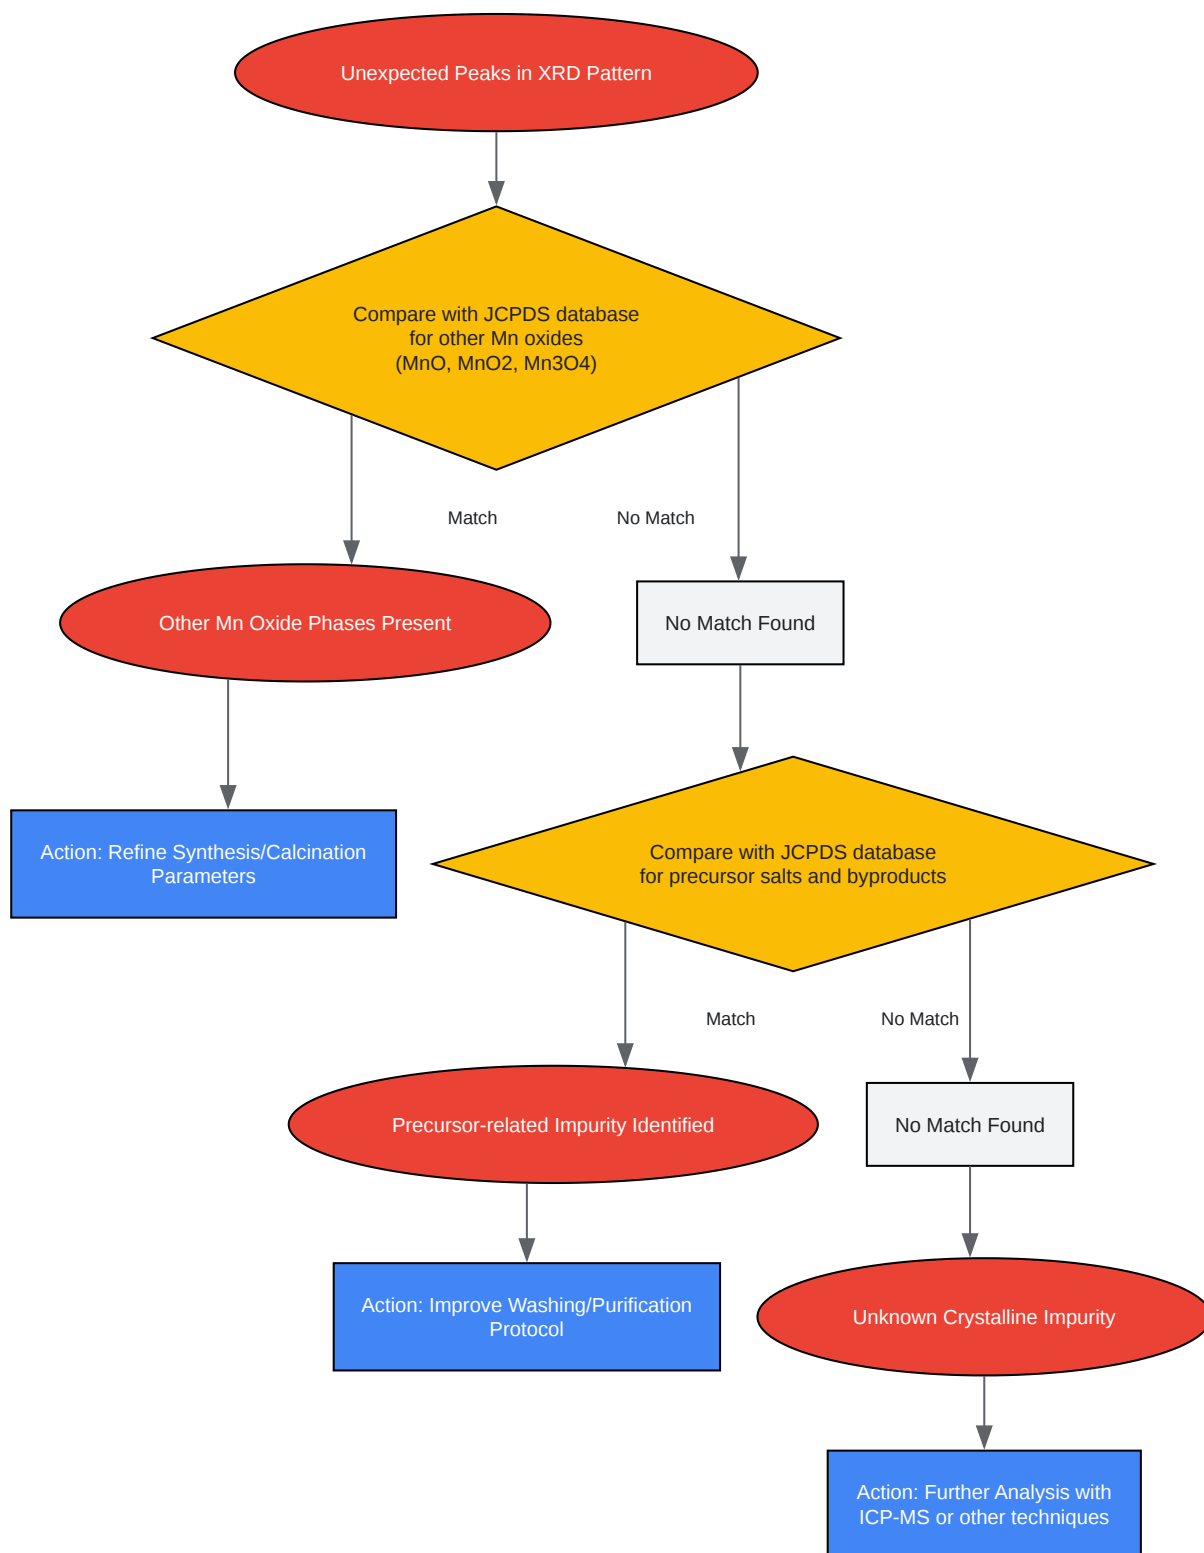 Unexpected Peaks in XRD Pattern
Compare with JCPDS database
for other Mn oxides
(MnO, MnO2, Mn3O4)
Match
No Match
Other Mn Oxide Phases Present
No Match Found
Action: Refine Synthesis/Calcination
Parameters
Compare with JCPDS database
for precursor salts and byproducts
Match
No Match
Precursor-related Impurity Identified
No Match Found
Action: Improve Washing/Purification
Protocol
Unknown Crystalline Impurity
Action: Further Analysis with
ICP-MS or other techniques